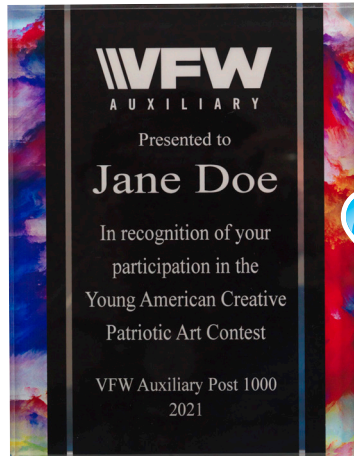 VFW
AUXILIARY
Presented to
Jane Doe
In recognition of your
participation in the
Young American Creative
Patriotic Art Contest
VFW Auxiliary Post 1000
2021